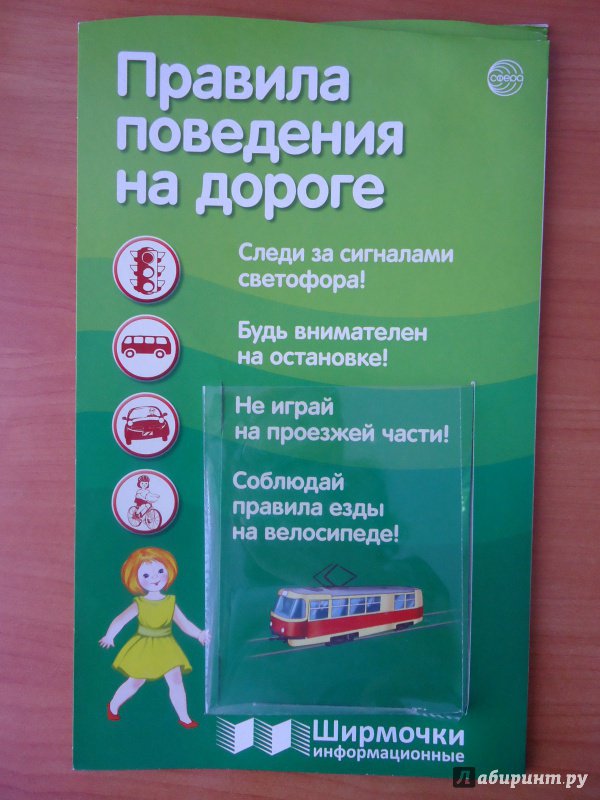 Правила
поведения
на дороге
сфера
Следи за сигналами
светофора!
Будь внимателен
на остановке!
Не играй
на проезжей части!
Соблюдай
правила езды
на велосипеде!
Ширмочки
информационные
Лабиринт.ру